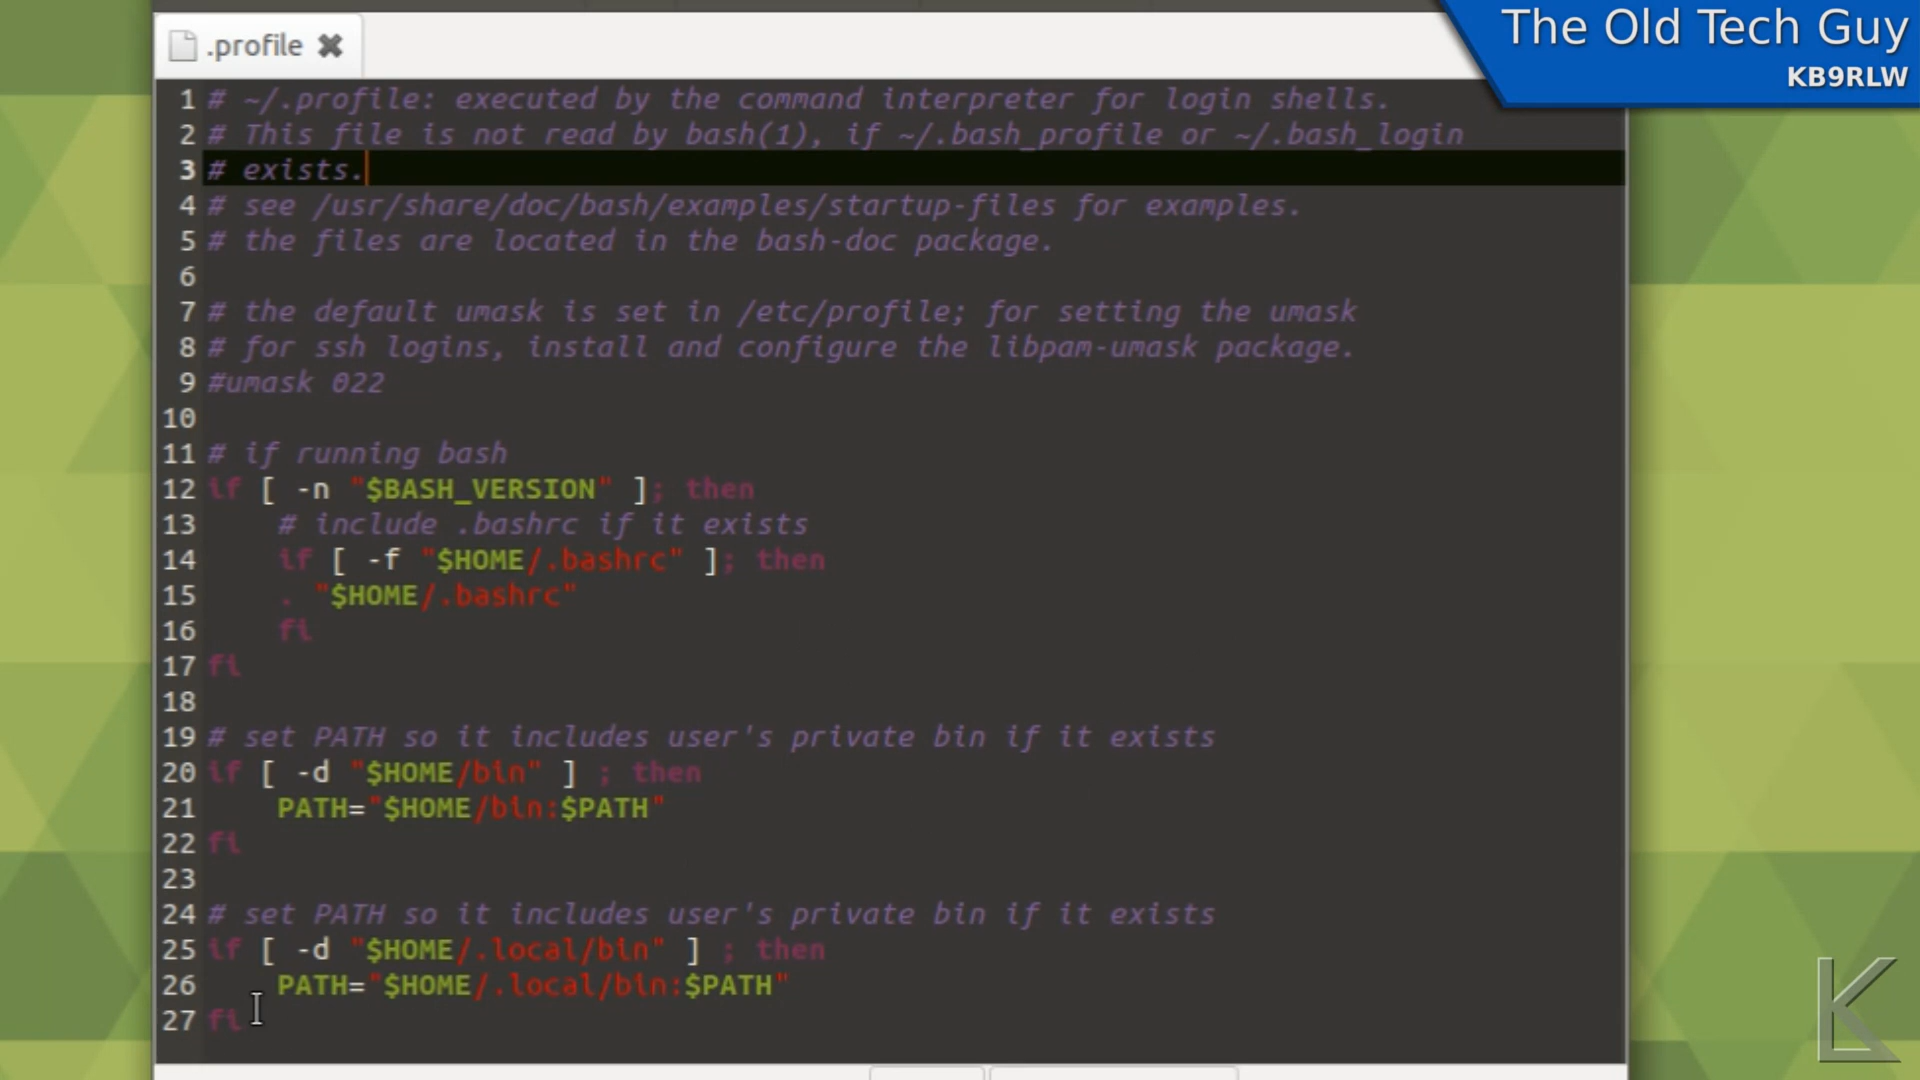 The Old Tech Guy
KB9RLW
.profile
1 # ~/.profile: executed by the command interpreter for login shells.
2 # This file is not read by bash(1), if ~/.bash_profile or ~/.bash_login
3 # exists.
4 # see /usr/share/doc/bash/examples/startup-files for examples.
5 # the files are located in the bash-doc package.
6
7 # the default umask is set in /etc/profile; for setting the umask
8 # for ssh logins, install and configure the libpam-umask package.
9 #umask 022
10
11 # if running bash
12 if [ -n "$BASH_VERSION" ]; then
13     # include .bashrc if it exists
14     if [ -f "$HOME/.bashrc" ]; then
15     . "$HOME/.bashrc"
16     fi
17 fi
18
19 # set PATH so it includes user's private bin if it exists
20 if [ -d "$HOME/bin" ] ; then
21     PATH="$HOME/bin:$PATH"
22 fi
23
24 # set PATH so it includes user's private bin if it exists
25 if [ -d "$HOME/.local/bin" ] ; then
26     PATH="$HOME/.local/bin:$PATH"
27 fi
K